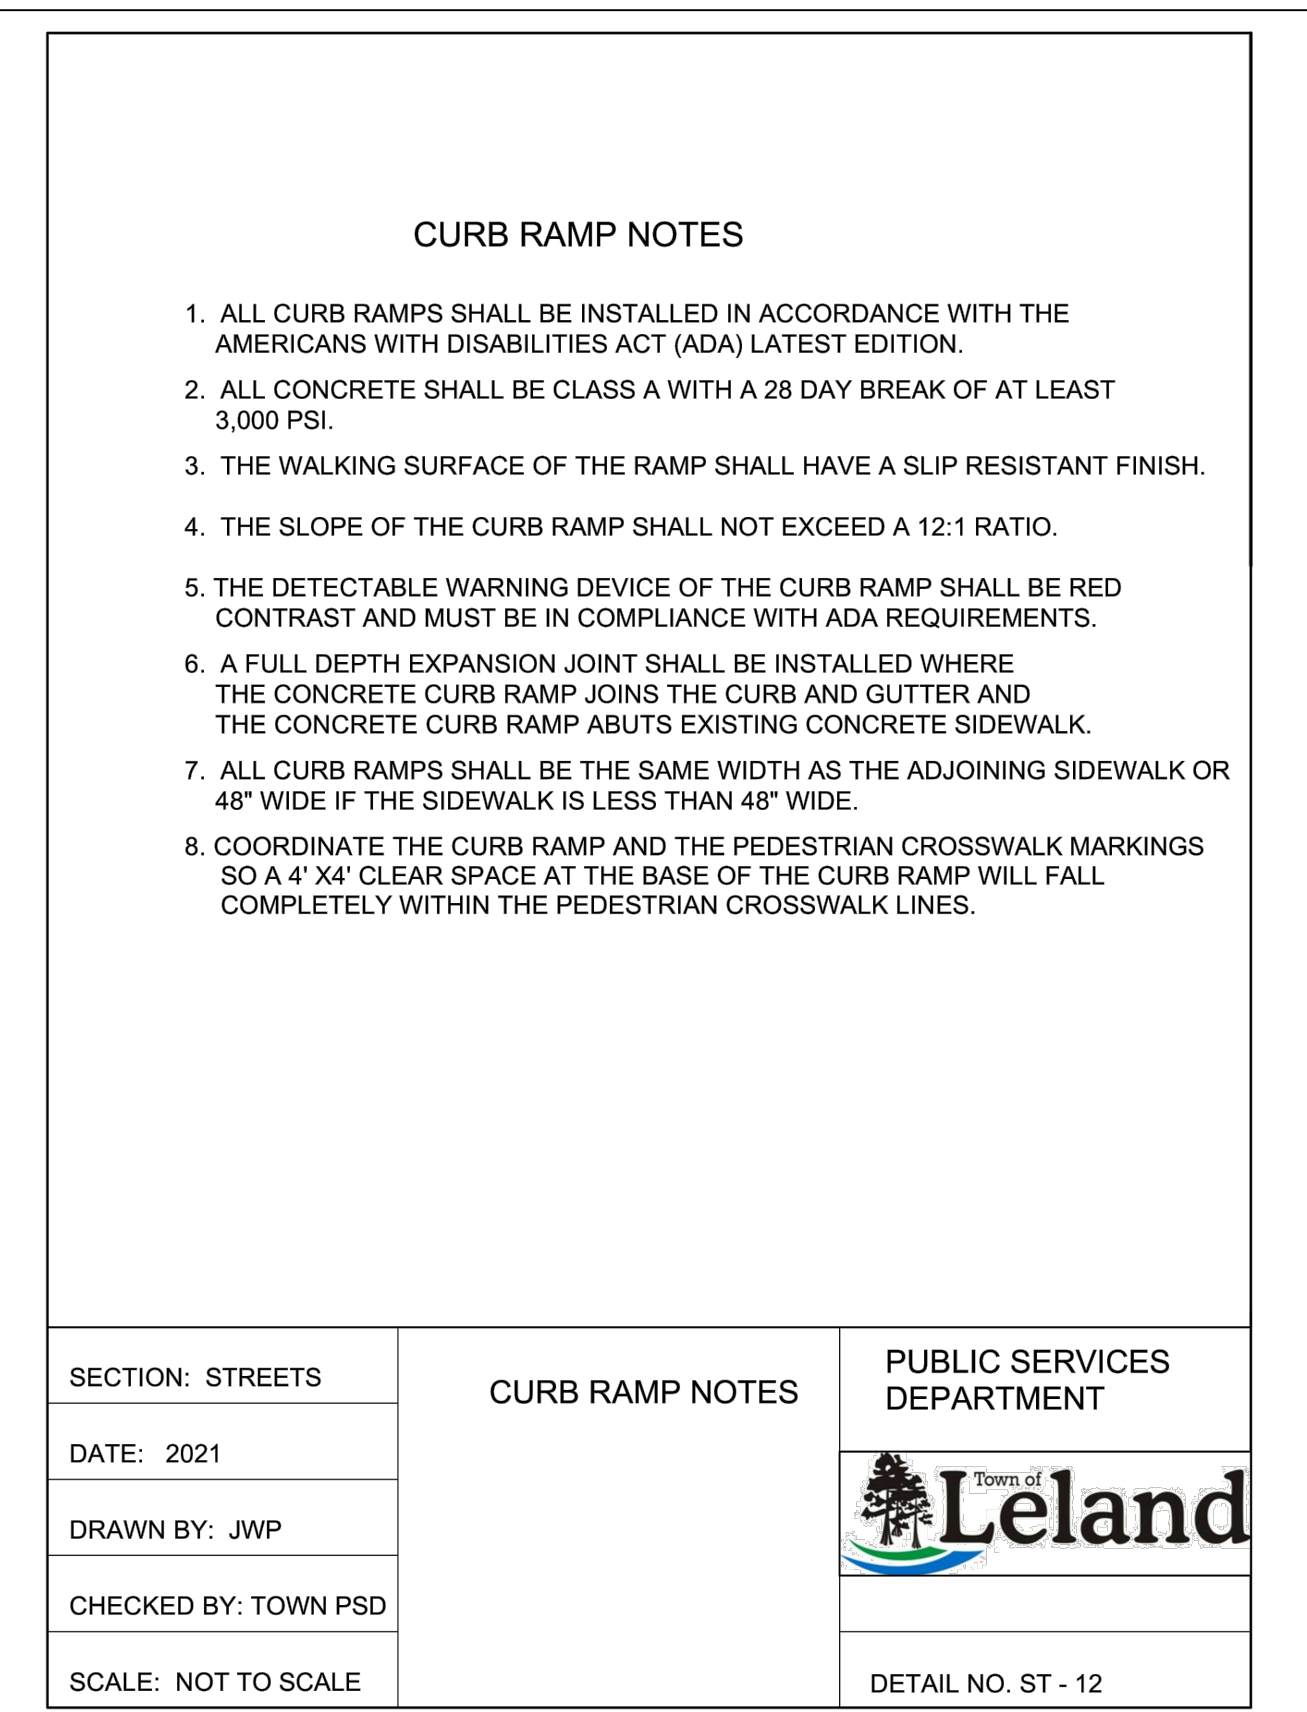 CURB RAMP NOTES
1. ALL CURB RAMPS SHALL BE INSTALLED IN ACCORDANCE WITH THE
AMERICANS WITH DISABILITIES ACT (ADA) LATEST EDITION.
2. ALL CONCRETE SHALL BE CLASS A WITH A 28 DAY BREAK OF AT LEAST
3,000 PSI.
3. THE WALKING SURFACE OF THE RAMP SHALL HAVE A SLIP RESISTANT FINISH.
4. THE SLOPE OF THE CURB RAMP SHALL NOT EXCEED A 12:1 RATIO.
5. THE DETECTABLE WARNING DEVICE OF THE CURB RAMP SHALL BE RED
CONTRAST AND MUST BE IN COMPLIANCE WITH ADA REQUIREMENTS.
6. A FULL DEPTH EXPANSION JOINT SHALL BE INSTALLED WHERE
THE CONCRETE CURB RAMP JOINS THE CURB AND GUTTER AND
THE CONCRETE CURB RAMP ABUTS EXISTING CONCRETE SIDEWALK.
7. ALL CURB RAMPS SHALL BE THE SAME WIDTH AS THE ADJOINING SIDEWALK OR
48" WIDE IF THE SIDEWALK IS LESS THAN 48" WIDE.
8. COORDINATE THE CURB RAMP AND THE PEDESTRIAN CROSSWALK MARKINGS
SO A 4' X4' CLEAR SPACE AT THE BASE OF THE CURB RAMP WILL FALL
COMPLETELY WITHIN THE PEDESTRIAN CROSSWALK LINES.
SECTION: STREETS
DATE: 2021
DRAWN BY: JWP
CHECKED BY: TOWN PSD
SCALE: NOT TO SCALE
CURB RAMP NOTES
PUBLIC SERVICES
DEPARTMENT
Town of
Leland
DETAIL NO. ST - 12